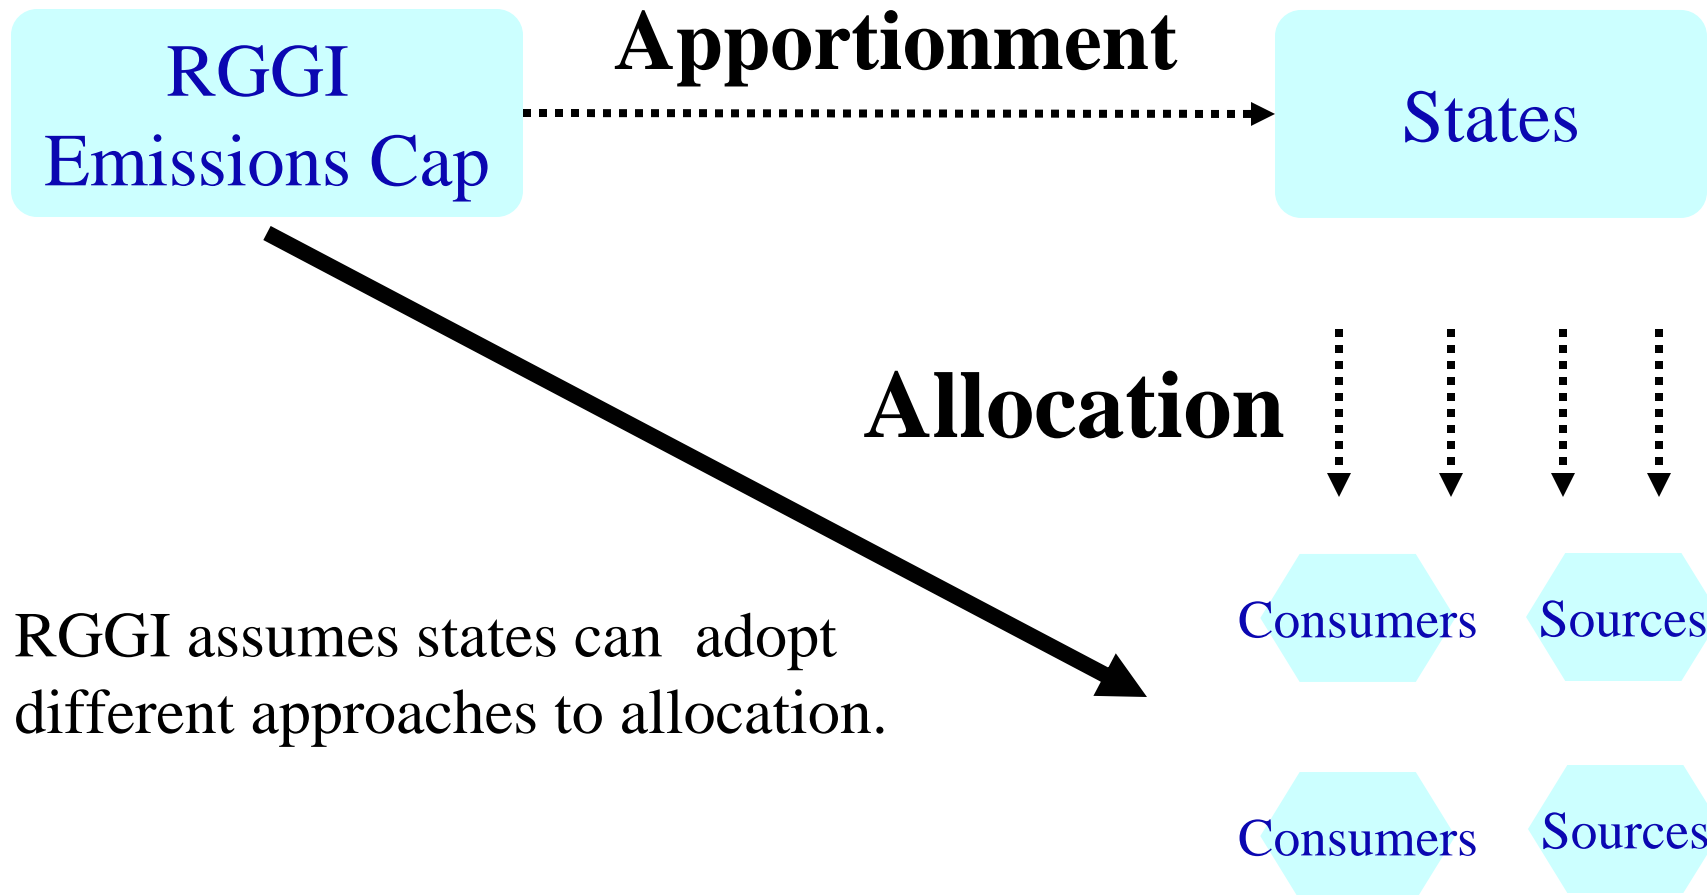 RGGI
Emissions Cap
Apportionment
States
Allocation
Consumers
Sources
RGGI assumes states can  adopt
different approaches to allocation.
Consumers
Sources